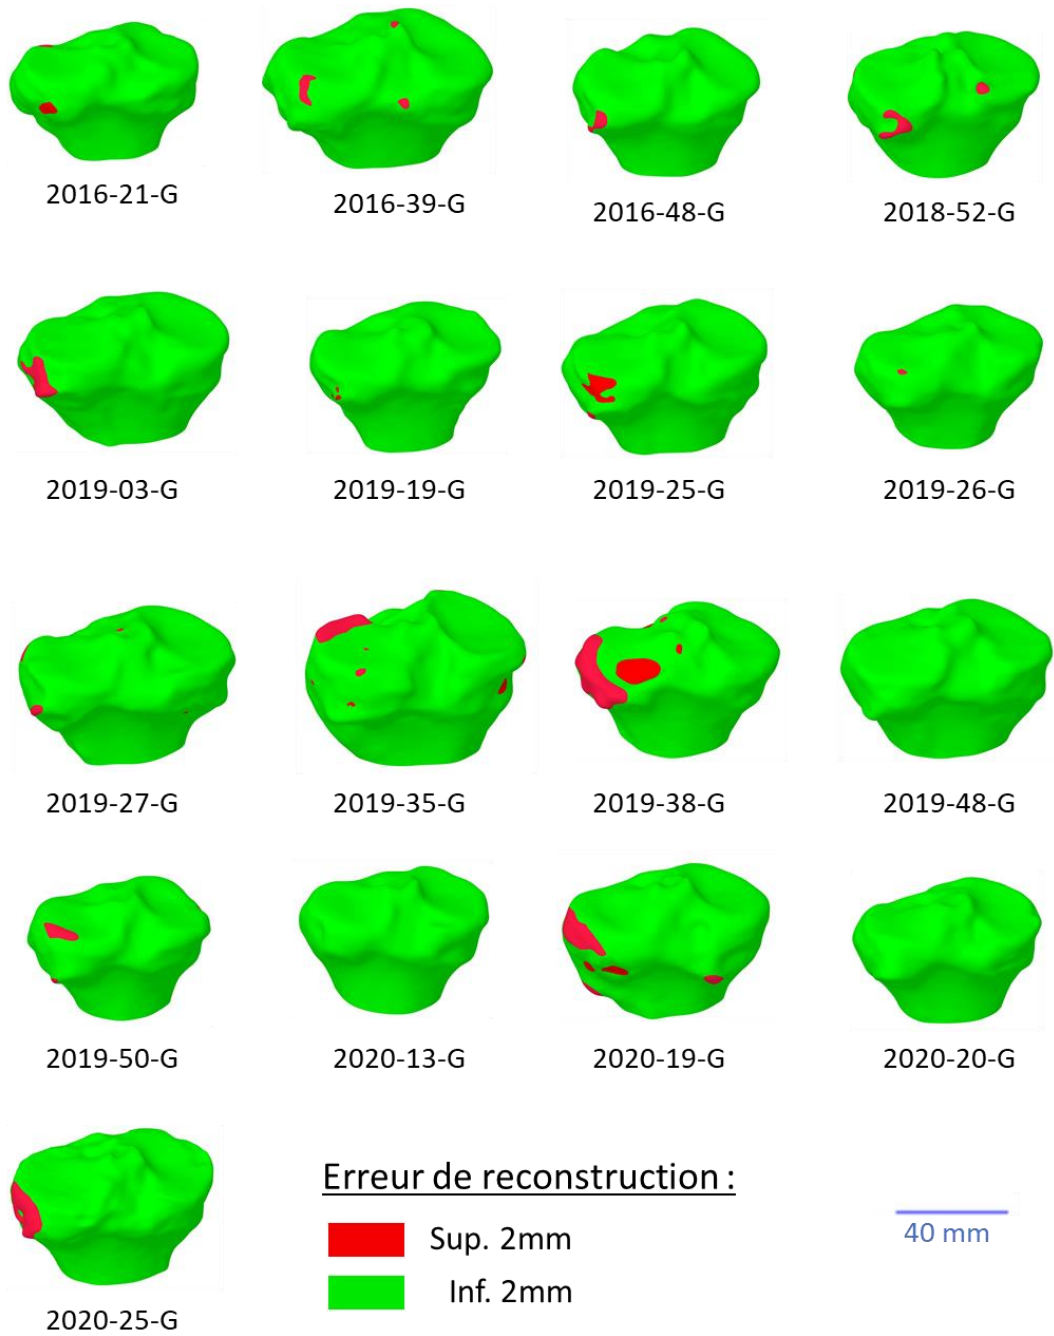 2016-21-G
2016-39-G
2016-48-G
2018-52-G
2019-03-G
2019-19-G
2019-25-G
2019-26-G
2019-27-G
2019-35-G
2019-38-G
2019-48-G
2019-50-G
2020-13-G
2020-19-G
2020-20-G
2020-25-G
Erreur de reconstruction :
Sup. 2mm
Inf. 2mm
40 mm